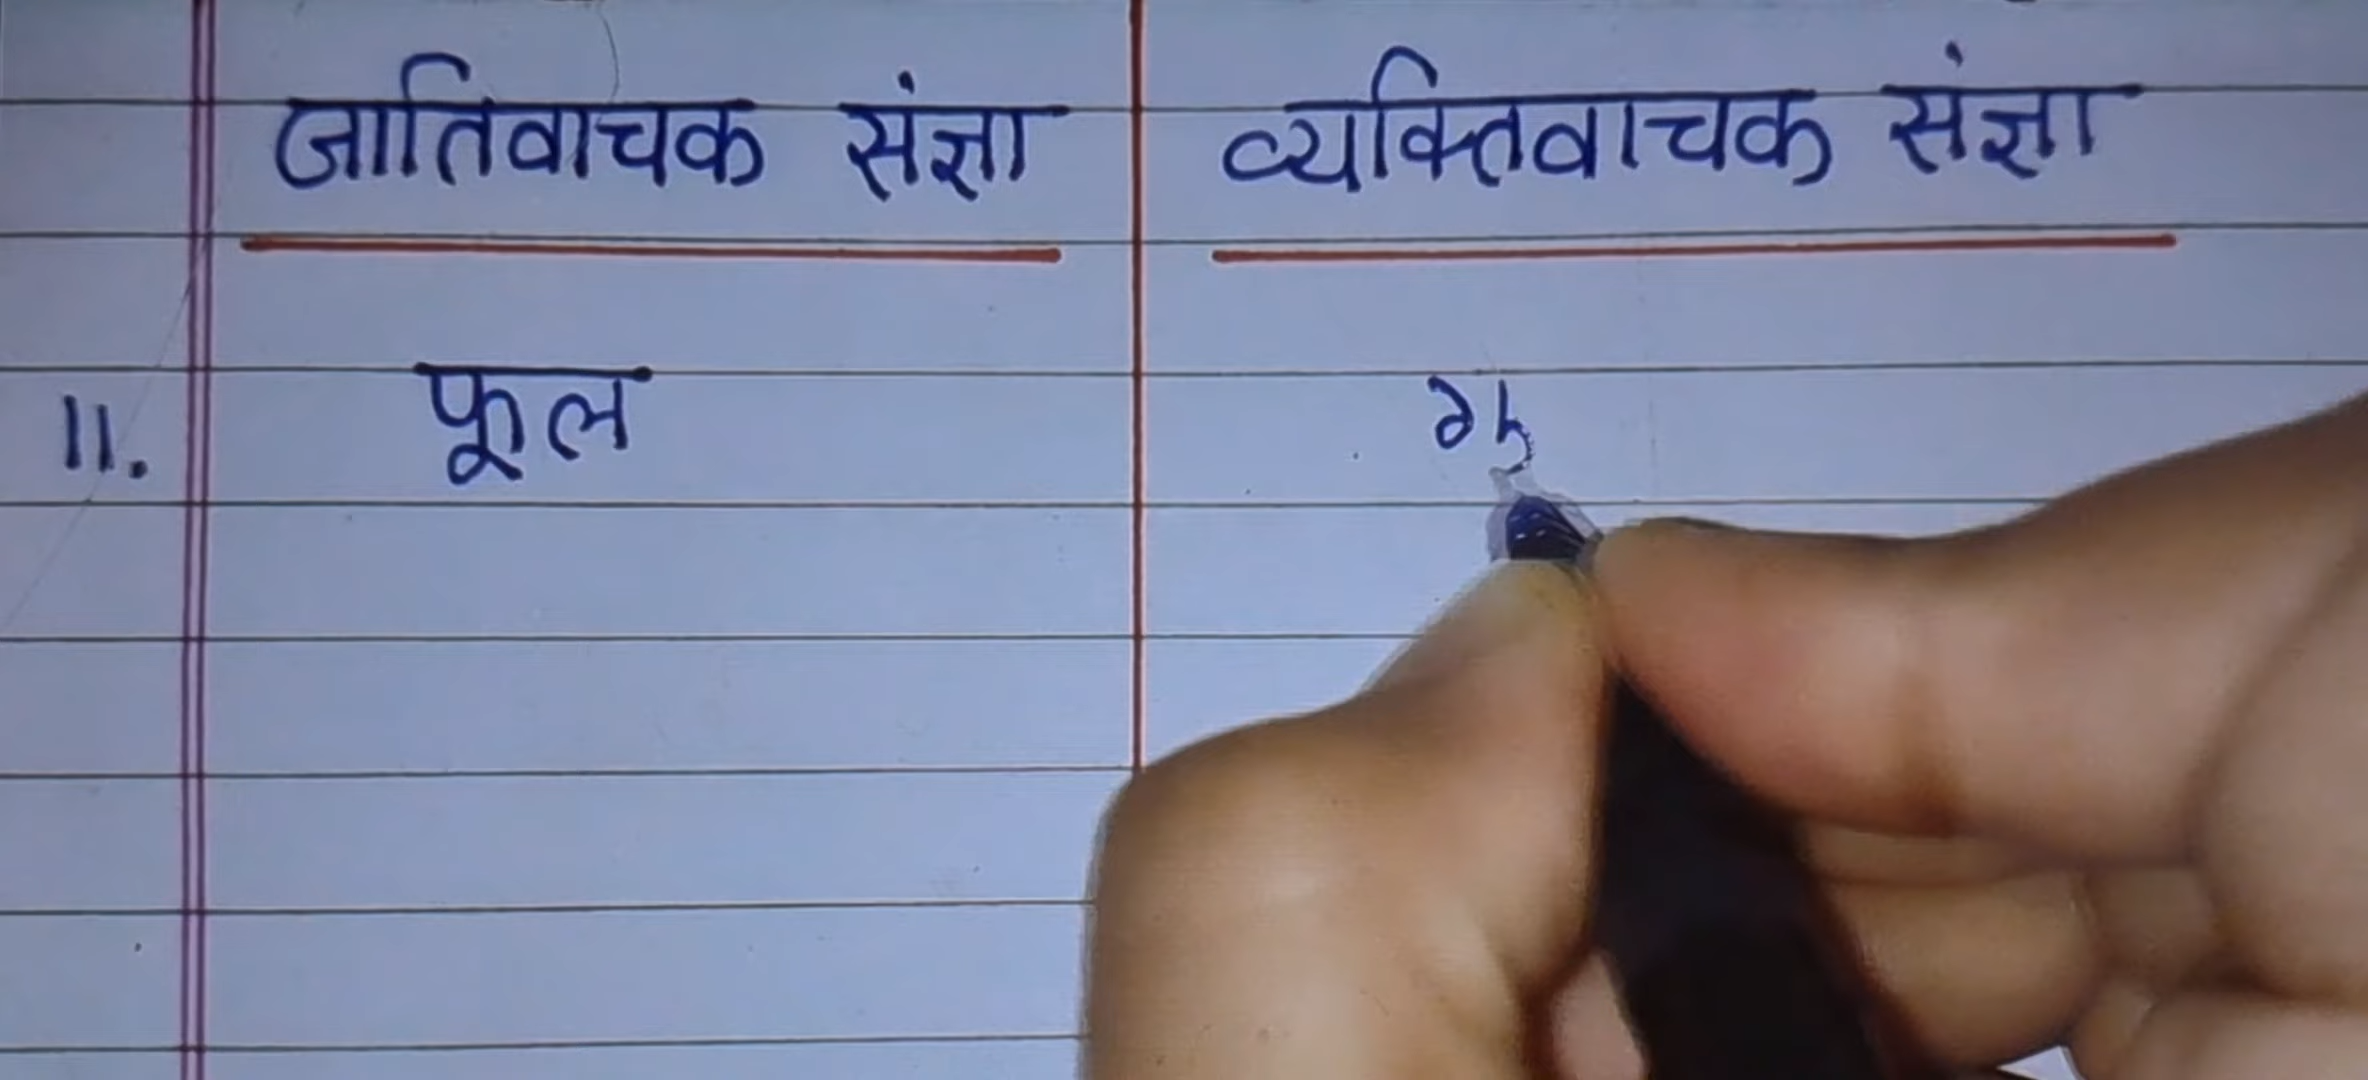 जातिवाचक संज्ञा व्यक्तिवाचक संज्ञा
11. फूल